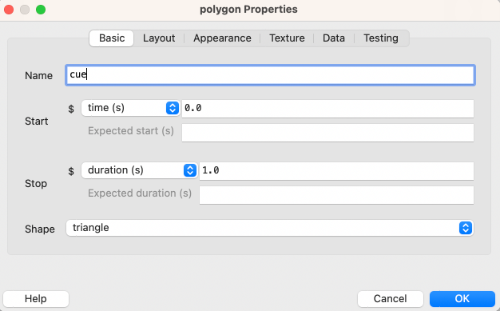 polygon Properties
Basic Layout Appearance Texture Data Testing
Name cue
Start $ time (s) 0.0
Expected start (s)
Stop $ duration (s) 1.0
Expected duration (s)
Shape triangle
Help Cancel OK